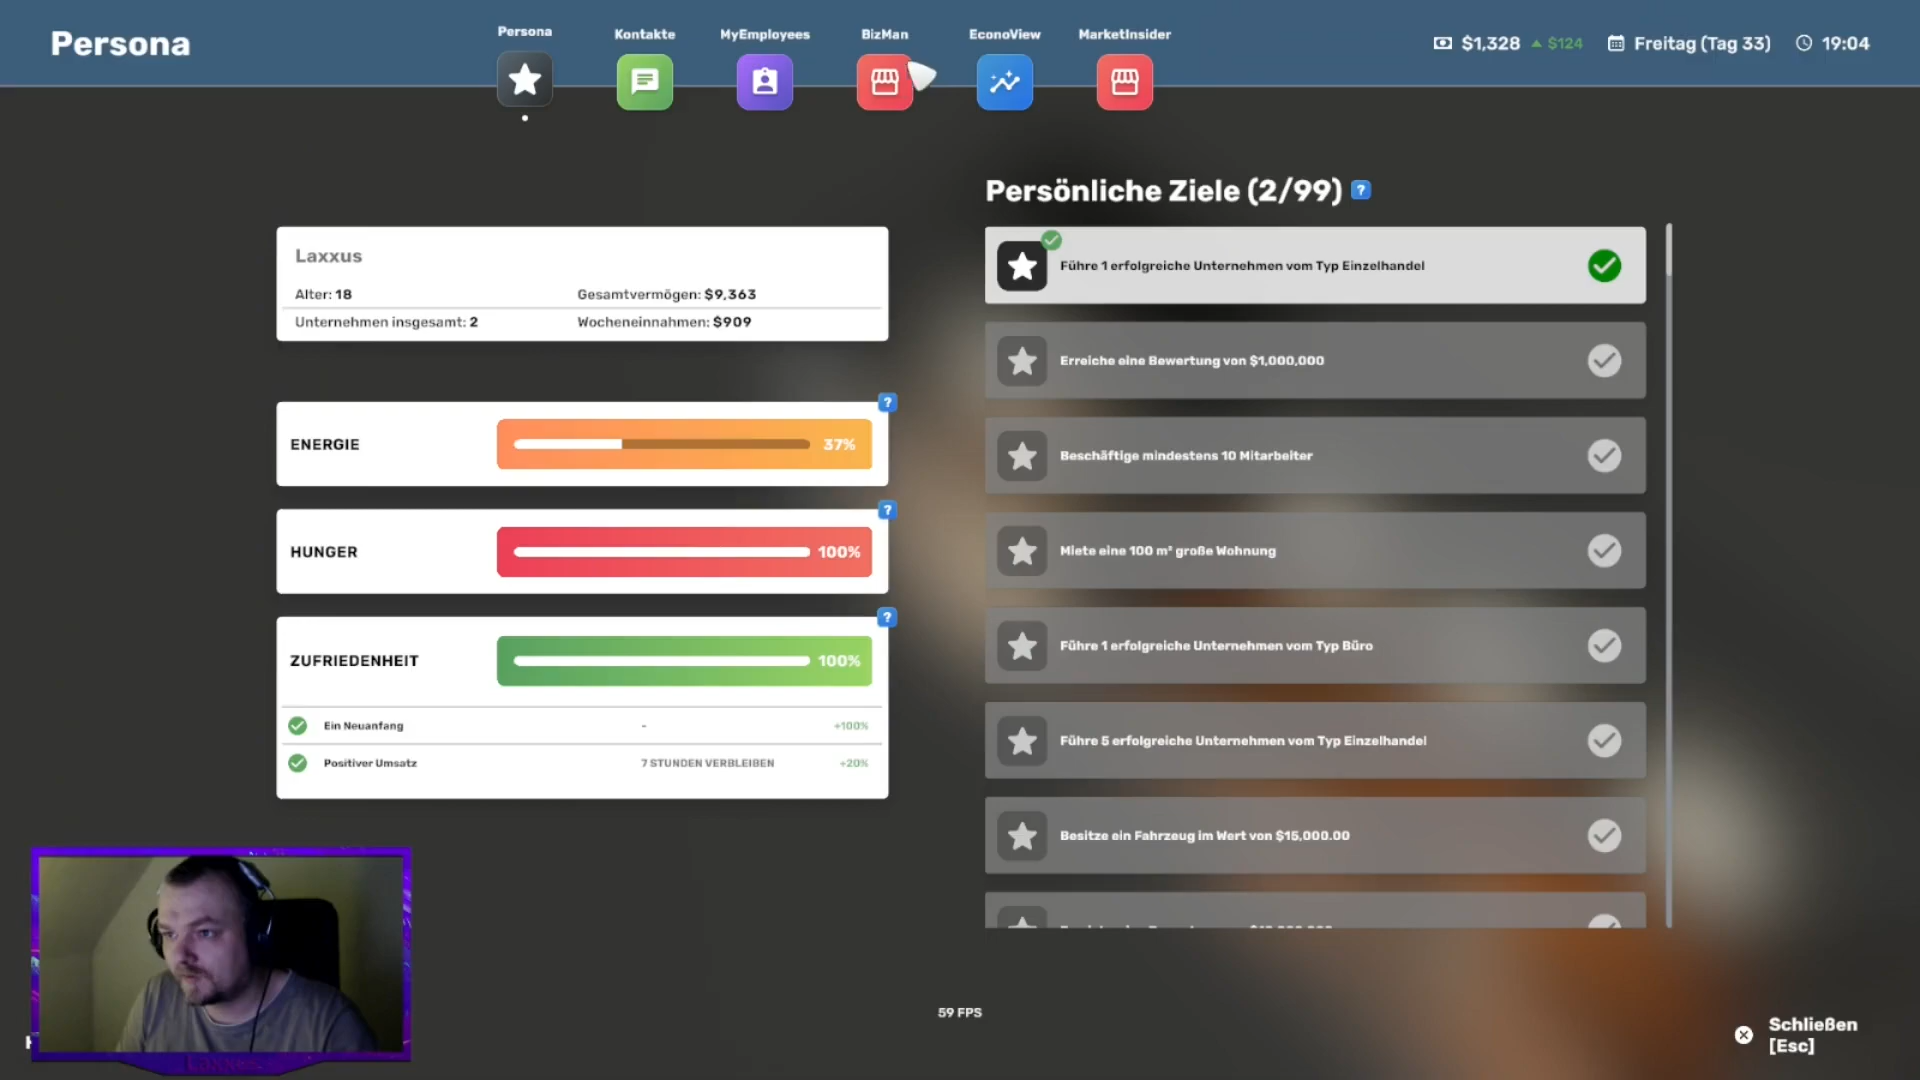 Persona
Persona
Kontakte
MyEmployees
BizMan
EconoView
MarketInsider
$1,328
$124
Freitag (Tag 33)
19:04
Persönliche Ziele (2/99)
?
Laxxus
Alter: 18
Gesamtvermögen: $9,363
Unternehmen insgesamt: 2
Wocheneinnahmen: $909
?
ENERGIE
37%
?
HUNGER
100%
?
ZUFRIEDENHEIT
100%
Ein Neuanfang
-
+100%
Positiver Umsatz
7 STUNDEN VERBLEIBEN
+20%
Führe 1 erfolgreiche Unternehmen vom Typ Einzelhandel
Erreiche eine Bewertung von $1,000,000
Beschäftige mindestens 10 Mitarbeiter
Miete eine 100 m² große Wohnung
Führe 1 erfolgreiche Unternehmen vom Typ Büro
Führe 5 erfolgreiche Unternehmen vom Typ Einzelhandel
Besitze ein Fahrzeug im Wert von $15,000.00
59 FPS
Schließen
[Esc]